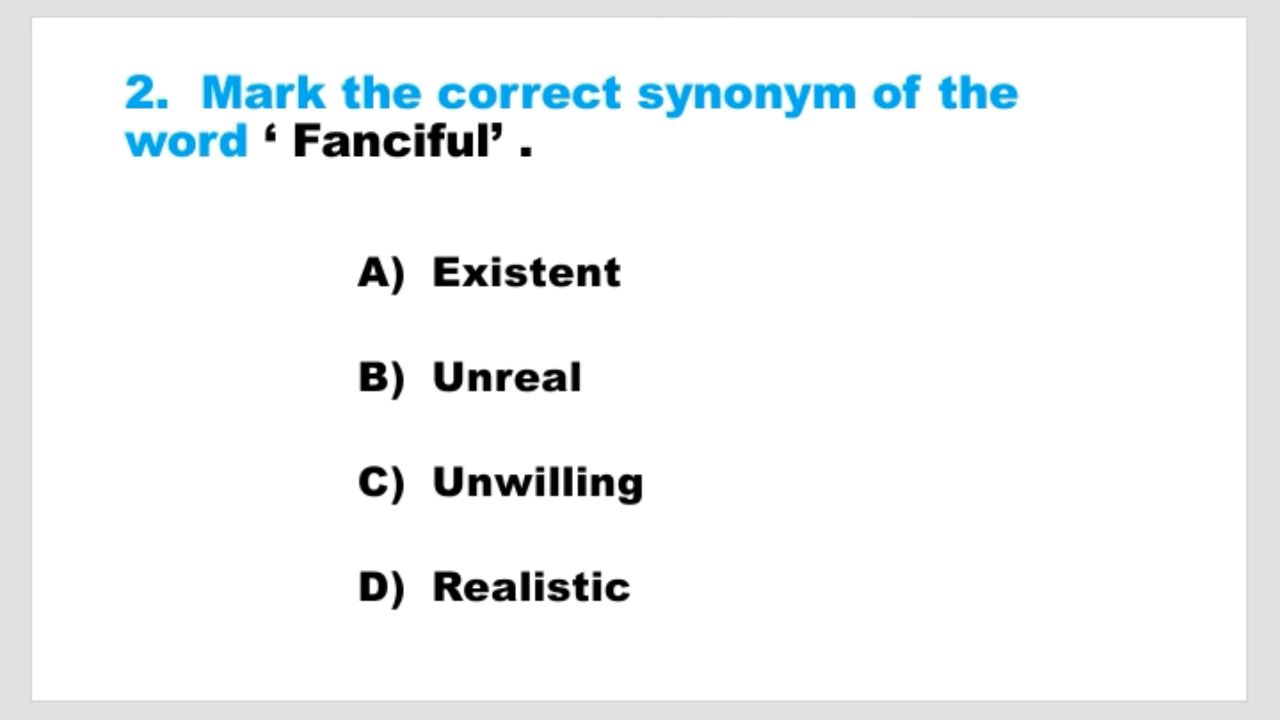 2. Mark the correct synonym of the
word ‘ Fanciful’ .
A) Existent
B) Unreal
C) Unwilling
D) Realistic